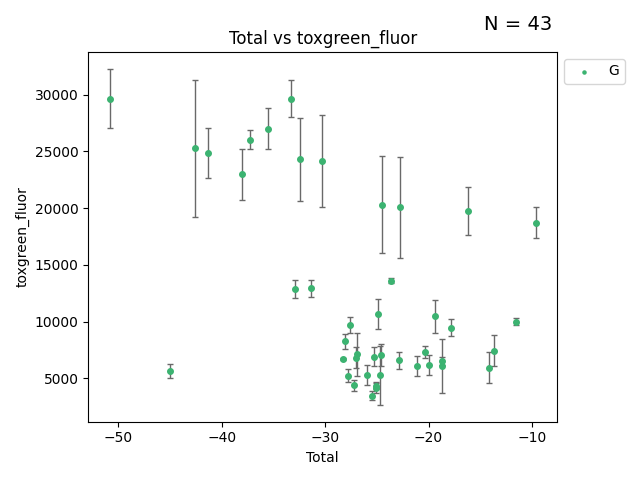 N = 43
Total vs toxgreen_fluor
G
toxgreen_fluor
30000
25000
20000
15000
10000
5000
−50
−40
−30
−20
−10
Total